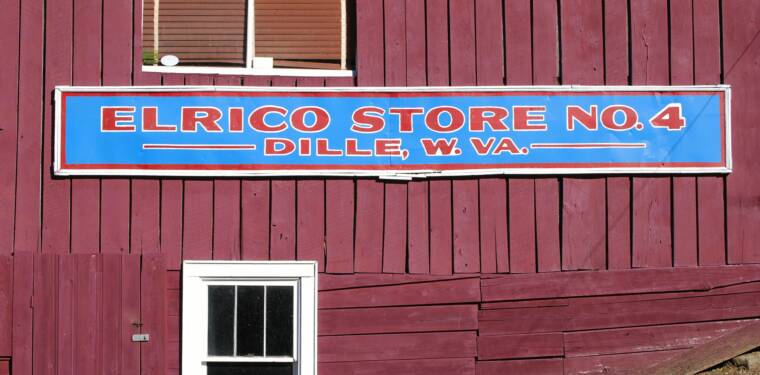 ELRICO STORE NO. 4
DILLE, W. VA.